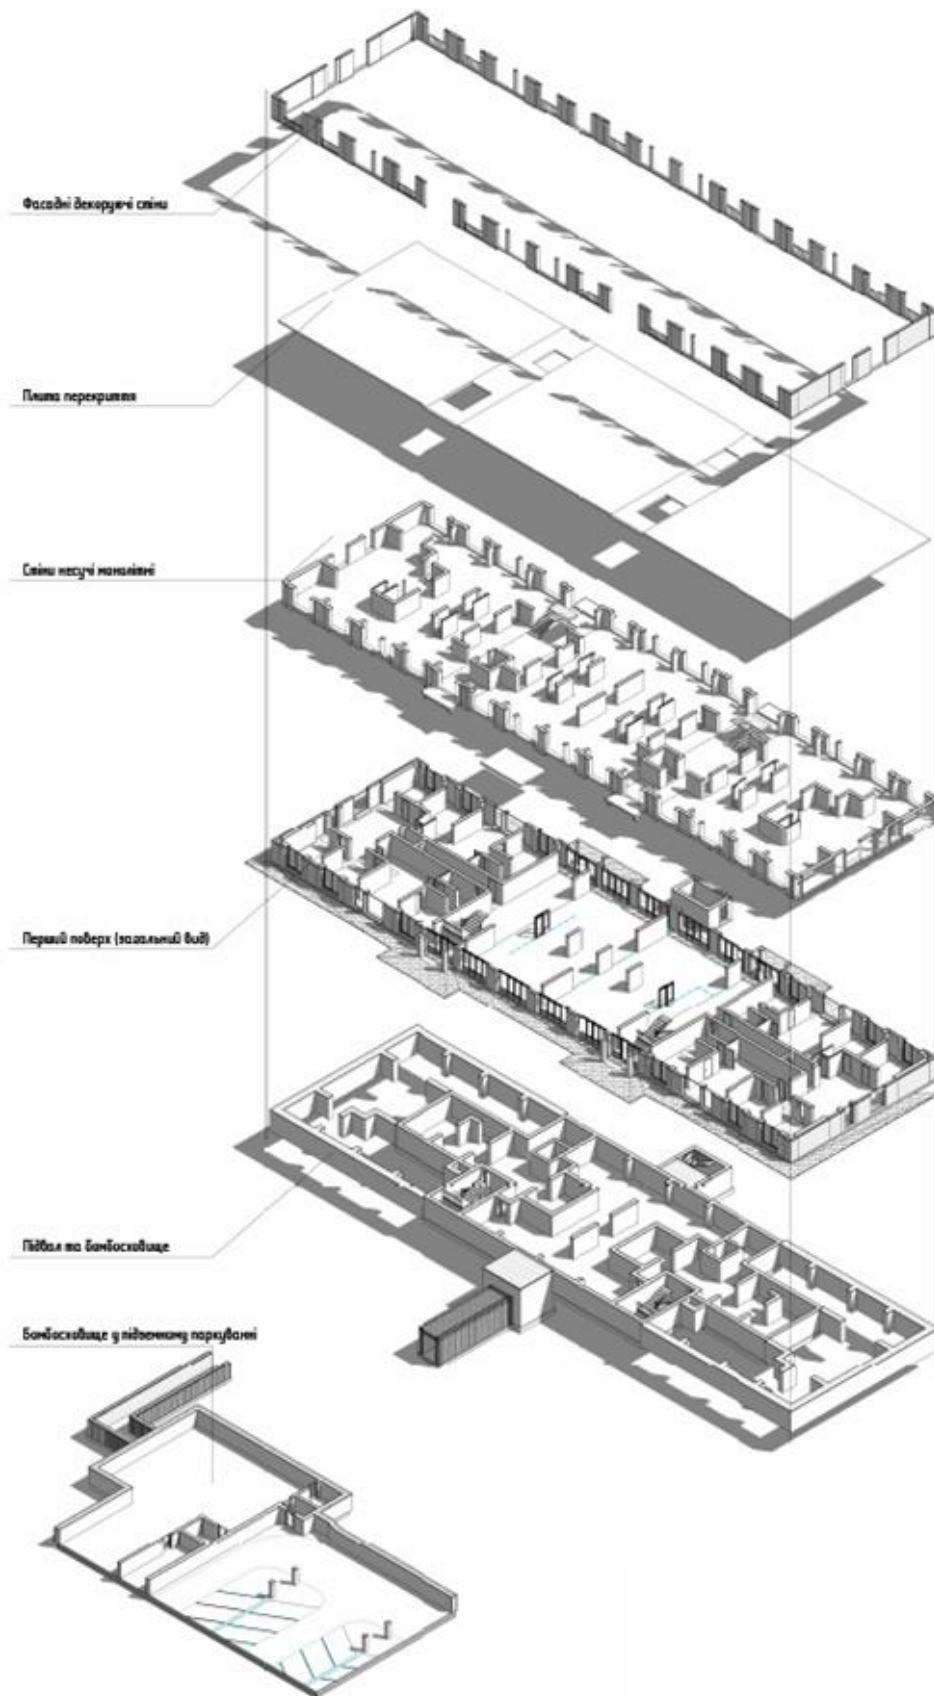 Фасадні декоруючі стіни
Плита перекриття
Стіни несучі монолітні
Перший поверх (загальний вид)
Підвал та бомбосховище
Бомбосховище у підземному паркуванні